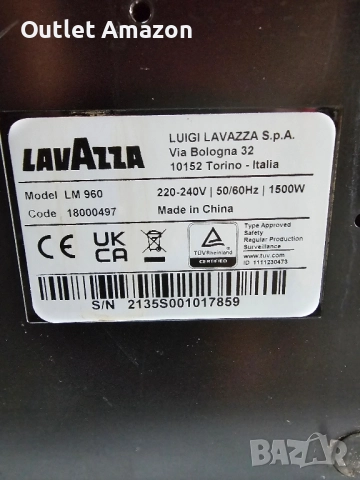 Outlet Amazon
LAVAZZA
LUIGI LAVAZZA S.p.A.
Via Bologna 32
10152 Torino - Italia
Model LM 960
Code 18000497
220-240V | 50/60Hz | 1500W
Made in China
CE
UK
CA
TÜVRheinland
CERTIFIED
Type Approved
Safety
Regular Production
Surveillance
www.tuv.com
ID 1111230473
S/N 2135S001017859
BAZAR